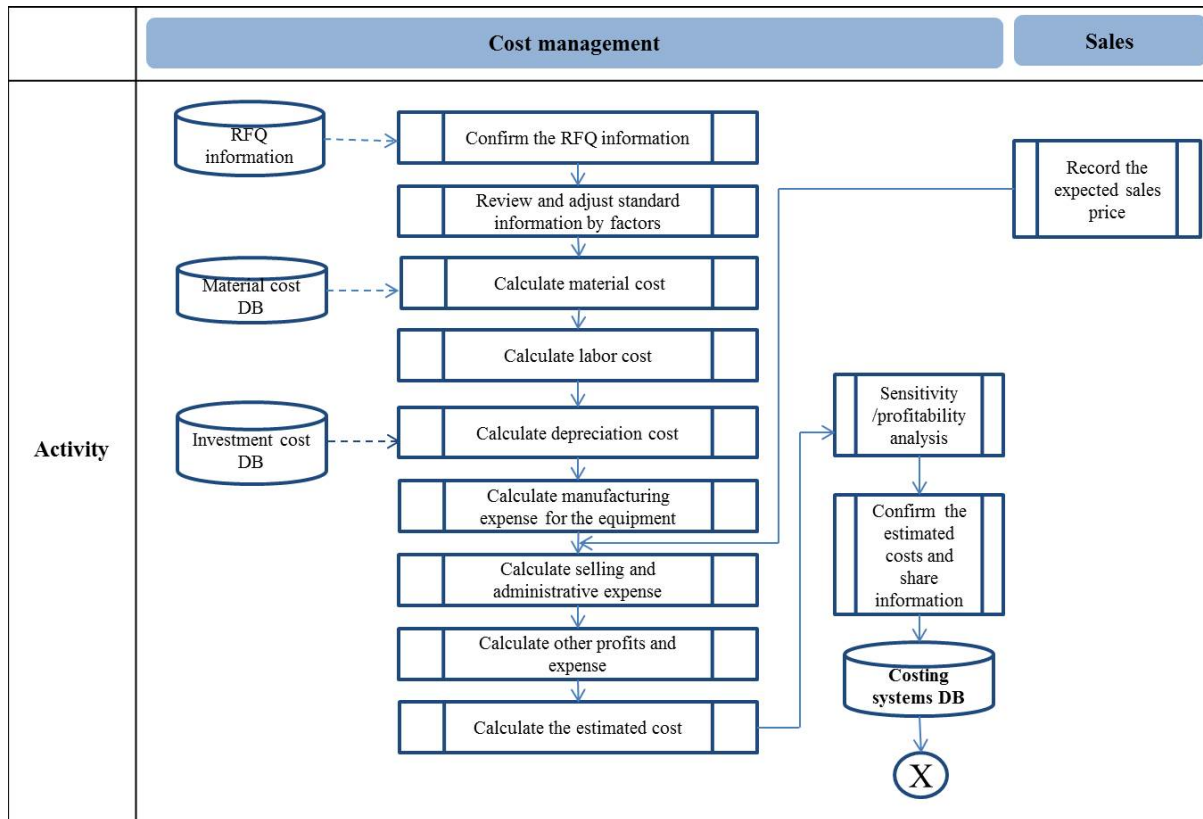 Cost management
Sales
Activity
RFQ
information
Confirm the RFQ information
Record the
expected sales
price
Review and adjust standard
information by factors
Material cost
DB
Calculate material cost
Calculate labor cost
Investment cost
DB
Calculate depreciation cost
Calculate manufacturing
expense for the equipment
Calculate selling and
administrative expense
Calculate other profits and
expense
Calculate the estimated cost
Sensitivity
/profitability
analysis
Confirm the
estimated costs and
share
information
Costing
systems DB
X